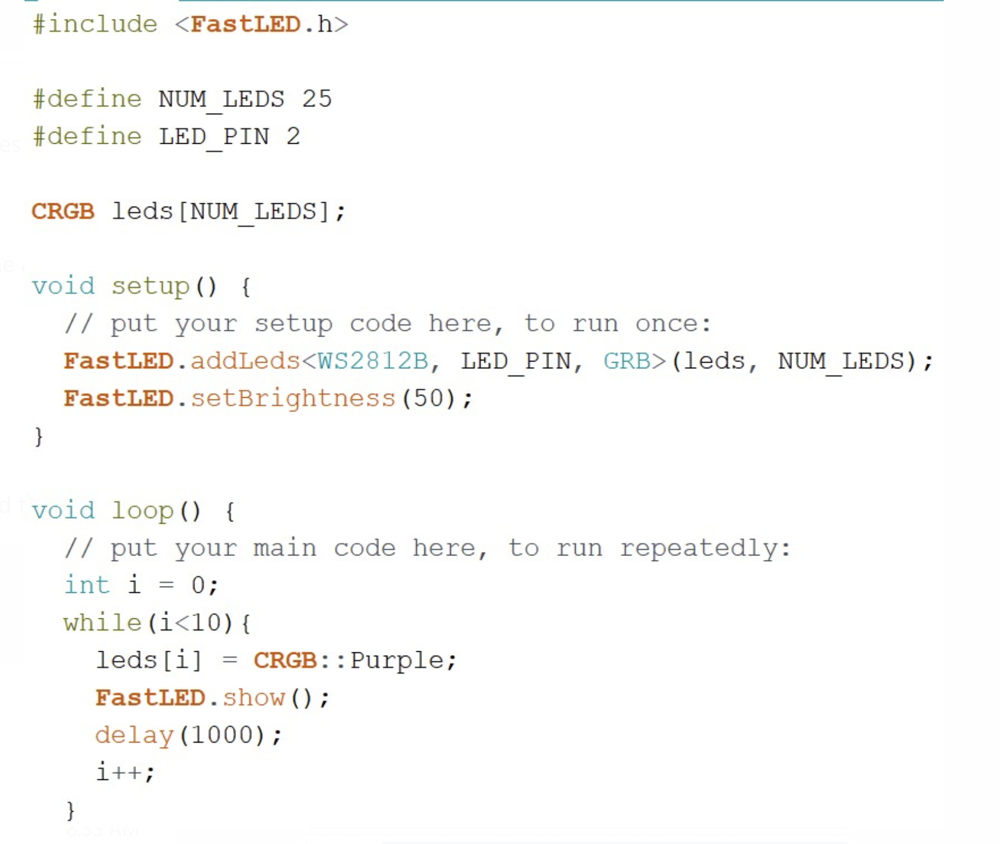 #include <FastLED.h>
#define NUM_LEDS 25
#define LED_PIN 2
CRGB leds[NUM_LEDS];
void setup() {
// put your setup code here, to run once:
FastLED.addLeds<WS2812B, LED_PIN, GRB>(leds, NUM_LEDS);
FastLED.setBrightness(50);
}
void loop() {
// put your main code here, to run repeatedly:
int i = 0;
while(i<10){
leds[i] = CRGB::Purple;
FastLED.show();
delay(1000);
i++;
}